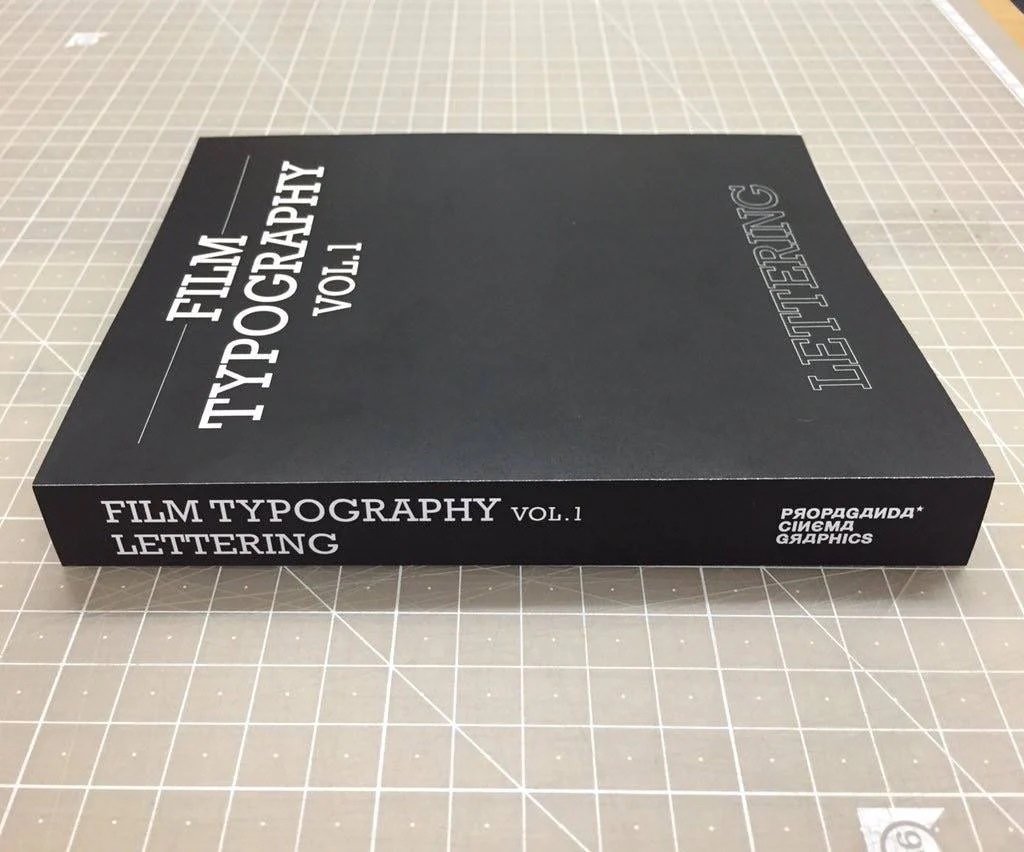 FILM
TYPOGRAPHY
VOL.1
LETTERING
FILM TYPOGRAPHY VOL.1
LETTERING
PROPAGANDA*
CINEMA
GRAPHICS